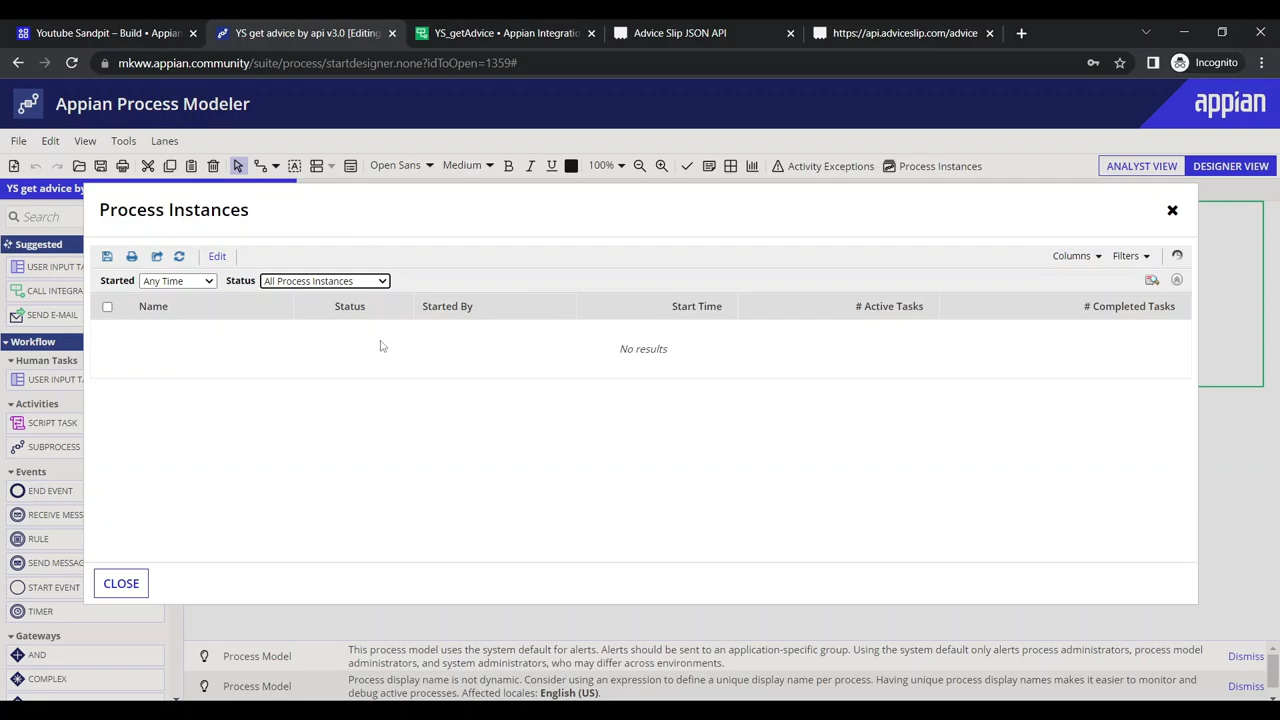 Youtube Sandpit – Build • Appian
YS get advice by api v3.0 [Editing
YS_getAdvice • Appian Integratio
Advice Slip JSON API
https://api.adviceslip.com/advice
mkww.appian.community/suite/process/startdesigner.none?idToOpen=1359#
Incognito
Appian Process Modeler
appian
File Edit View Tools Lanes
Open Sans Medium B I U 100% Activity Exceptions Process Instances ANALYST VIEW DESIGNER VIEW
YS get advice by
Process Instances
Search
Edit Columns Filters
Suggested
Started Any Time Status All Process Instances
USER INPUT TA
CALL INTEGRA
SEND E-MAIL
Name Status Started By Start Time # Active Tasks # Completed Tasks
No results
Workflow
Human Tasks
USER INPUT TA
Activities
SCRIPT TASK
SUBPROCESS
Events
END EVENT
RECEIVE MESS
RULE
SEND MESSAG
START EVENT
TIMER
Gateways
AND
COMPLEX
CLOSE
Process Model
This process model uses the system default for alerts. Alerts should be sent to an application-specific group. Using the system default only alerts process administrators, process model
administrators, and system administrators, who may differ across environments.
Dismiss
Process Model
Process display name is not dynamic. Consider using an expression to define a unique display name per process. Having unique process display names makes it easier to monitor and
debug active processes. Affected locales: English (US).
Dismiss